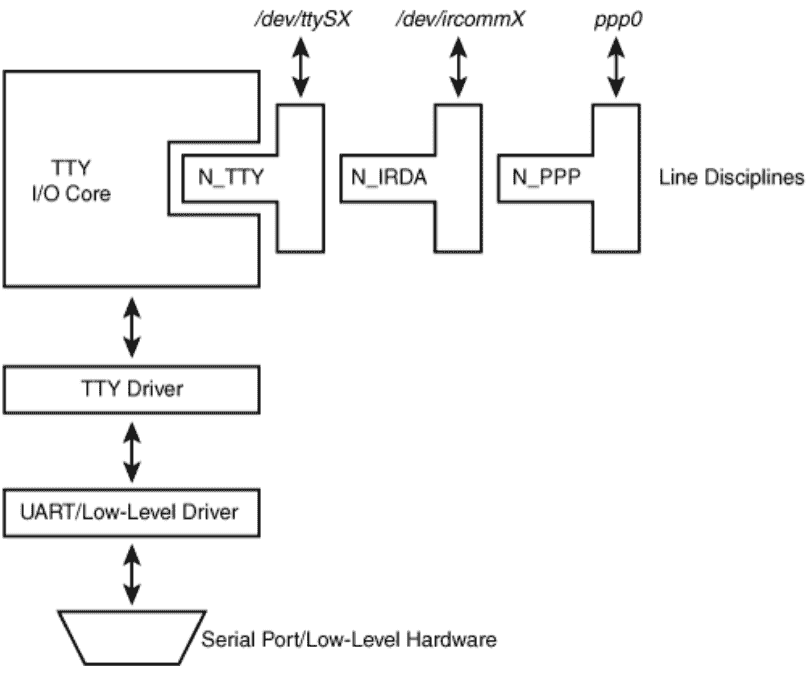 /dev/ttySX
/dev/ircommX
ppp0
TTY
I/O Core
N_TTY
N_IRDA
N_PPP
Line Disciplines
TTY Driver
UART/Low-Level Driver
Serial Port/Low-Level Hardware